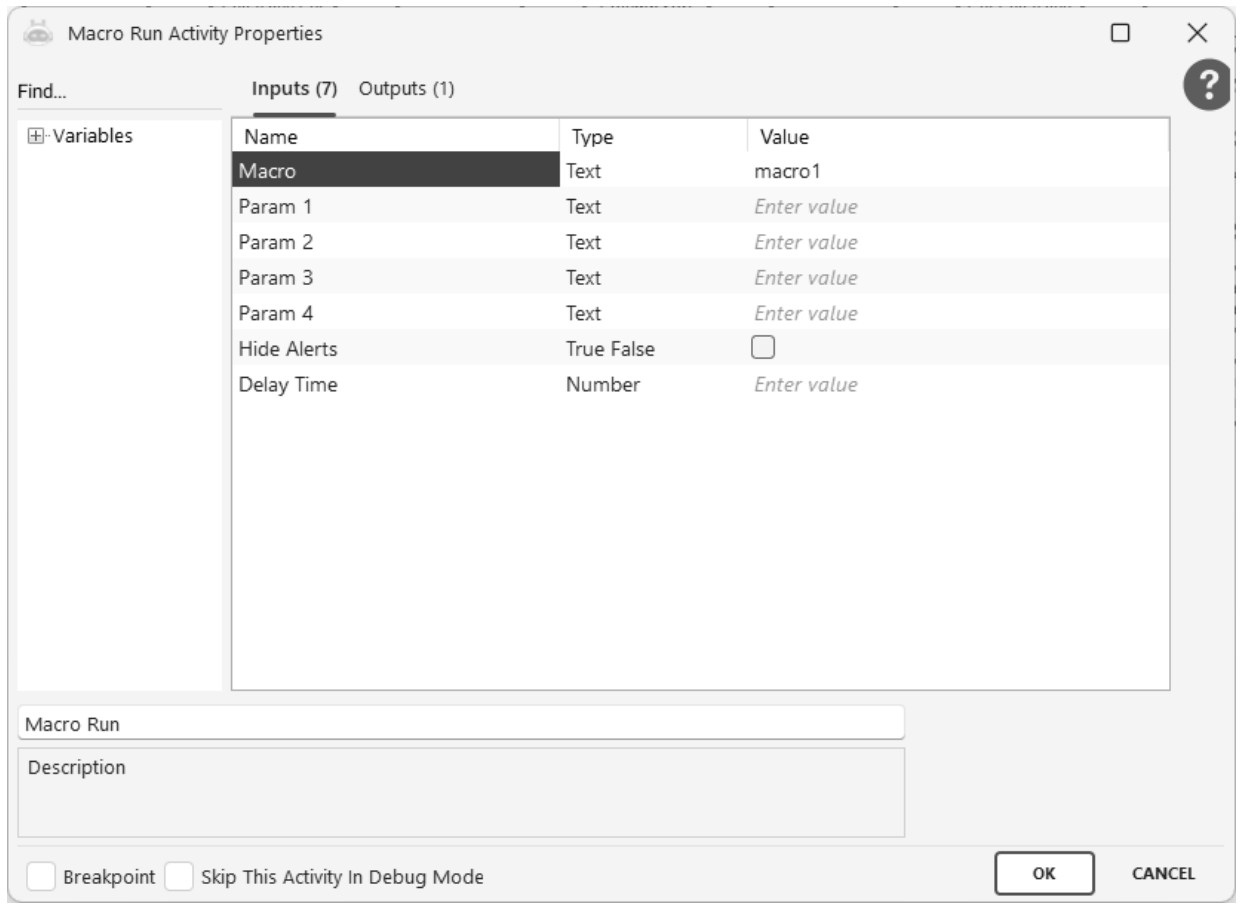 Macro Run Activity Properties
Find...
Inputs (7) Outputs (1)
?
Variables
Name Type Value
Macro Text macro1
Param 1 Text Enter value
Param 2 Text Enter value
Param 3 Text Enter value
Param 4 Text Enter value
Hide Alerts True False
Delay Time Number Enter value
Macro Run
Description
Breakpoint Skip This Activity In Debug Mode OK CANCEL